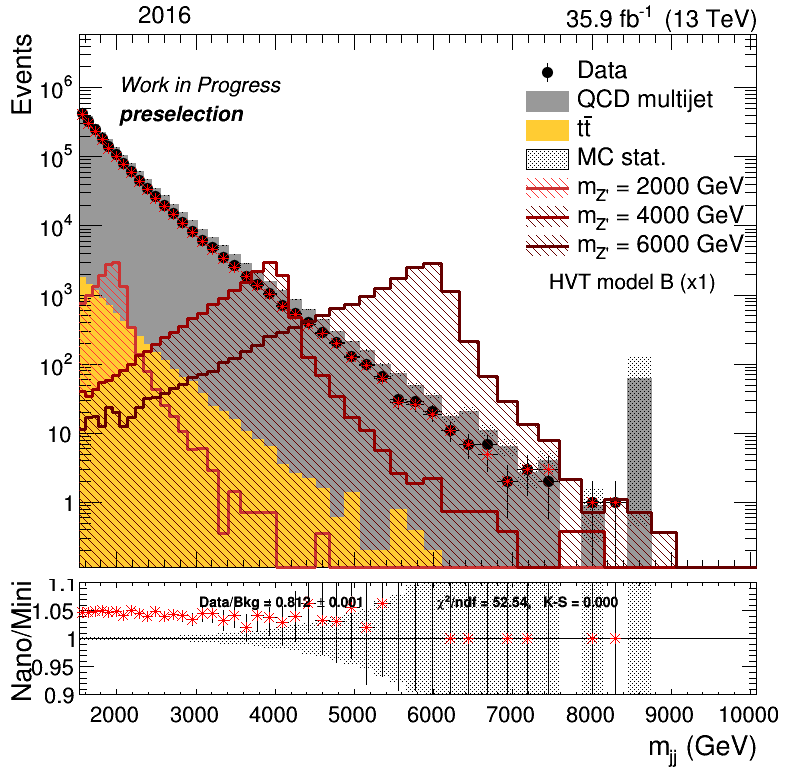 2016
35.9 fb⁻¹ (13 TeV)
Events
Work in Progress
preselection
Data
QCD multijet
tt̄
MC stat.
m_Z' = 2000 GeV
m_Z' = 4000 GeV
m_Z' = 6000 GeV
HVT model B (x1)
10⁶
10⁵
10⁴
10³
10²
10
1
Nano/Mini
1.1
1.05
1
0.95
0.9
Data/Bkg = 0.812 ± 0.001
χ²/ndf = 52.54, K-S = 0.000
2000 3000 4000 5000 6000 7000 8000 9000 10000
m_jj (GeV)